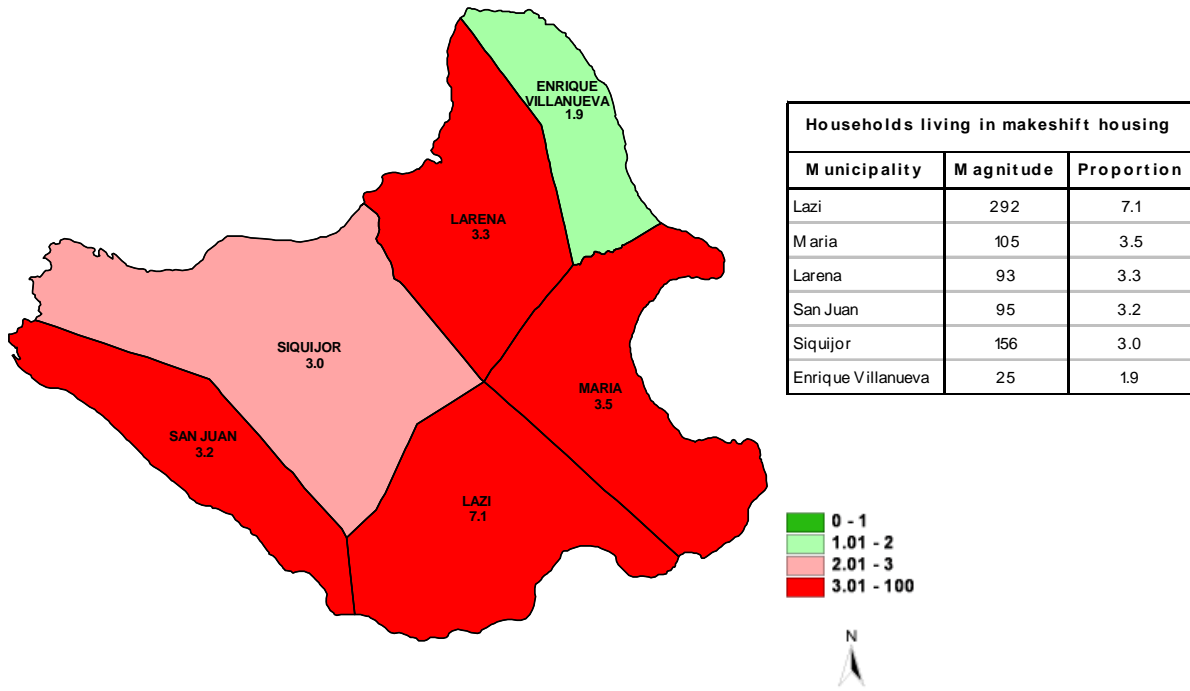 ENRIQUE
VILLANUEVA
1.9
LARENA
3.3
SIQUIJOR
3.0
MARIA
3.5
SAN JUAN
3.2
LAZI
7.1
Households living in makeshift housing
Municipality Magnitude Proportion
Lazi 292 7.1
Maria 105 3.5
Larena 93 3.3
San Juan 95 3.2
Siquijor 156 3.0
Enrique Villanueva 25 1.9
0 - 1
1.01 - 2
2.01 - 3
3.01 - 100
N